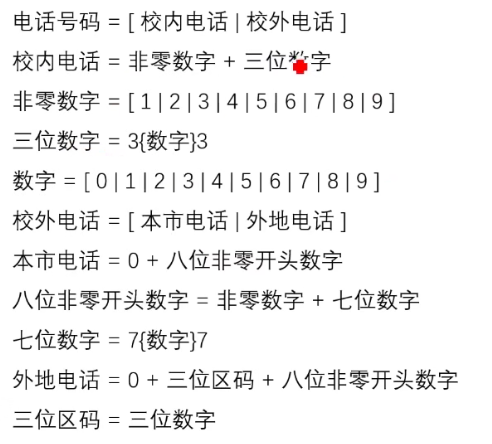 电话号码 = [ 校内电话 | 校外电话 ]
校内电话 = 非零数字 + 三位数字
非零数字 = [ 1 | 2 | 3 | 4 | 5 | 6 | 7 | 8 | 9 ]
三位数字 = 3{数字}3
数字 = [ 0 | 1 | 2 | 3 | 4 | 5 | 6 | 7 | 8 | 9 ]
校外电话 = [ 本市电话 | 外地电话 ]
本市电话 = 0 + 八位非零开头数字
八位非零开头数字 = 非零数字 + 七位数字
七位数字 = 7{数字}7
外地电话 = 0 + 三位区码 + 八位非零开头数字
三位区码 = 三位数字